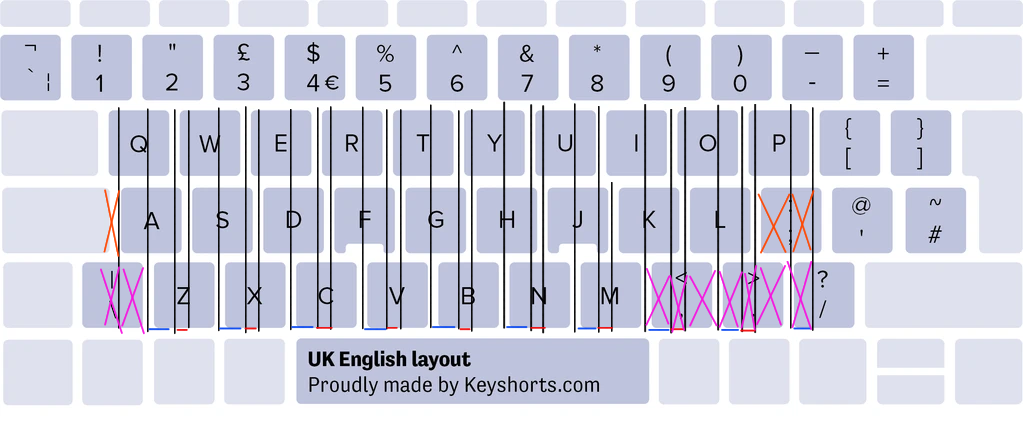 ¬ ! " £ $ % ^ & * ( ) — +
` ¦ 1 2 3 4 € 5 6 7 8 9 0 - =
Q W E R T Y U I O P { }
[ ]
A S D F G H J K L : @ ~
; ' #
| Z X C V B N M < > ?
\ , . /
UK English layout
Proudly made by Keyshorts.com